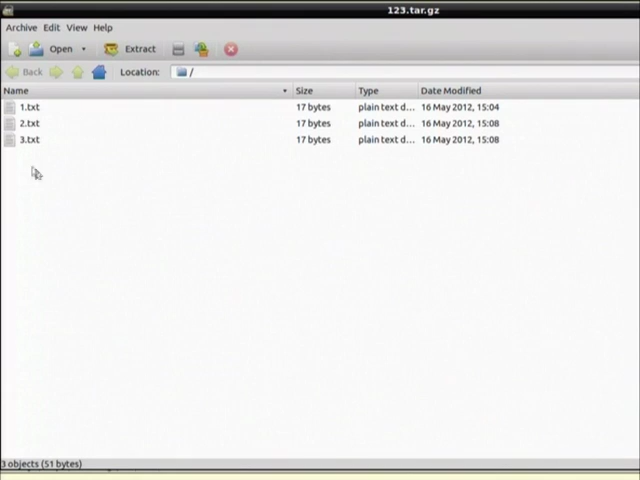 123.tar.gz
Archive Edit View Help
Open Extract
Back Location: /
Name Size Type Date Modified
1.txt 17 bytes plain text d... 16 May 2012, 15:04
2.txt 17 bytes plain text d... 16 May 2012, 15:08
3.txt 17 bytes plain text d... 16 May 2012, 15:08
3 objects (51 bytes)